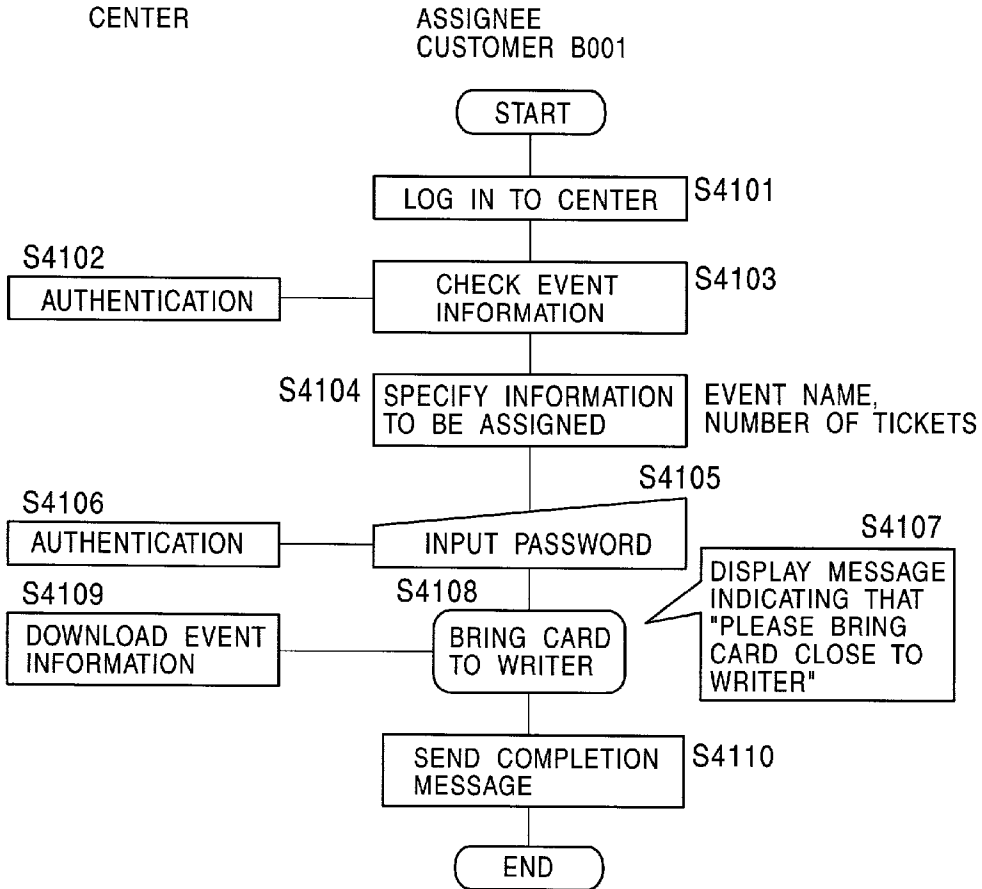 CENTER
ASSIGNEE
CUSTOMER B001
START
LOG IN TO CENTER
S4101
S4102
AUTHENTICATION
CHECK EVENT
INFORMATION
S4103
S4104
SPECIFY INFORMATION
TO BE ASSIGNED
EVENT NAME,
NUMBER OF TICKETS
S4105
S4106
AUTHENTICATION
INPUT PASSWORD
S4107
DISPLAY MESSAGE
INDICATING THAT
"PLEASE BRING
CARD CLOSE TO
WRITER"
S4108
S4109
DOWNLOAD EVENT
INFORMATION
BRING CARD
TO WRITER
SEND COMPLETION
MESSAGE
S4110
END